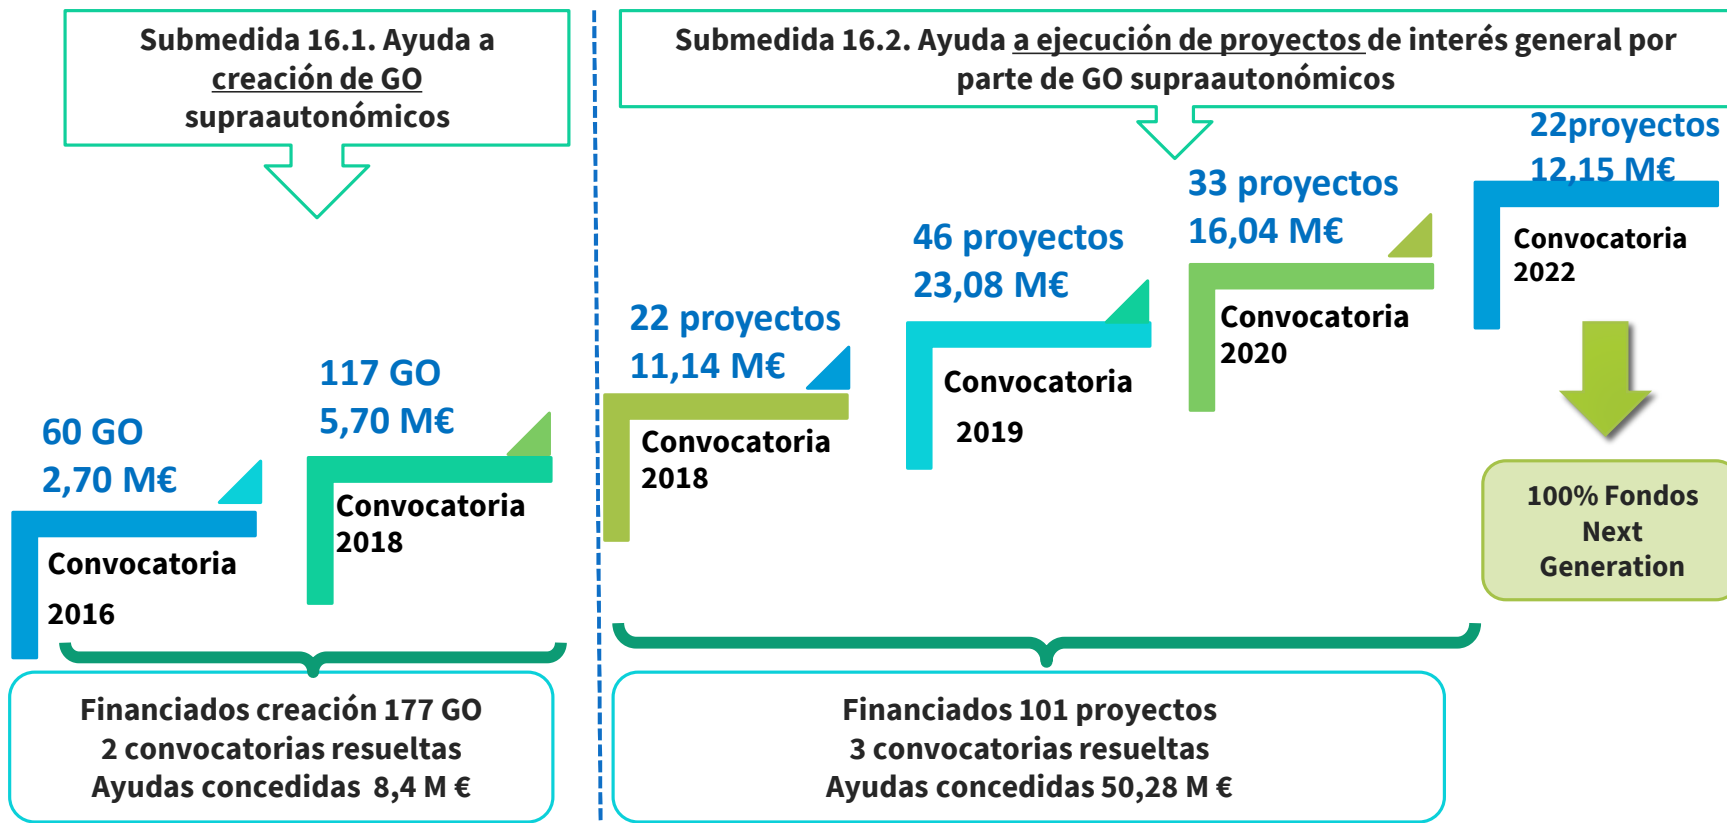 Submedida 16.1. Ayuda a
creación de GO
supraautonómicos
Submedida 16.2. Ayuda a ejecución de proyectos de interés general por
parte de GO supraautonómicos
60 GO
2,70 M€
Convocatoria
2016
117 GO
5,70 M€
Convocatoria
2018
22 proyectos
11,14 M€
Convocatoria
2018
46 proyectos
23,08 M€
Convocatoria
2019
33 proyectos
16,04 M€
Convocatoria
2020
22proyectos
12,15 M€
Convocatoria
2022
100% Fondos
Next
Generation
Financiados creación 177 GO
2 convocatorias resueltas
Ayudas concedidas 8,4 M €
Financiados 101 proyectos
3 convocatorias resueltas
Ayudas concedidas 50,28 M €